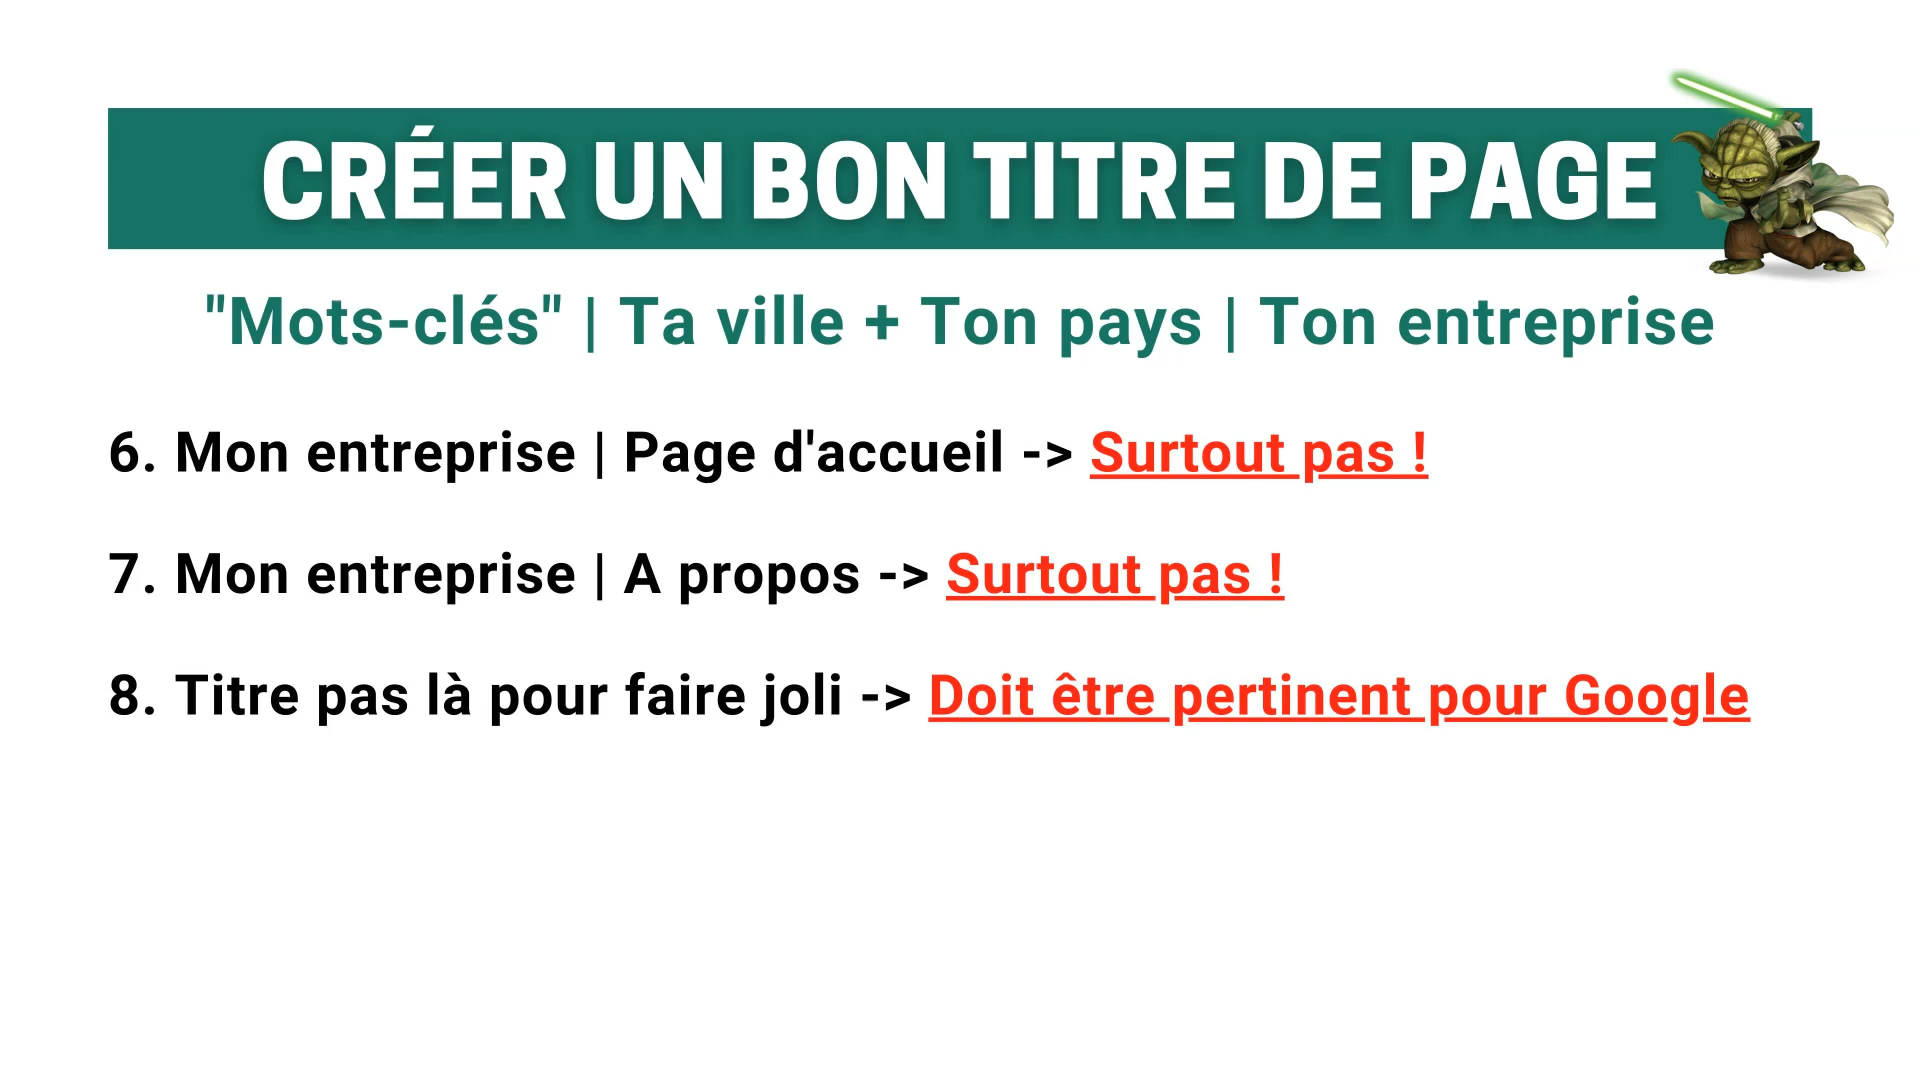 CRÉER UN BON TITRE DE PAGE
"Mots-clés" | Ta ville + Ton pays | Ton entreprise
6. Mon entreprise | Page d'accueil -> Surtout pas !
7. Mon entreprise | A propos -> Surtout pas !
8. Titre pas là pour faire joli -> Doit être pertinent pour Google